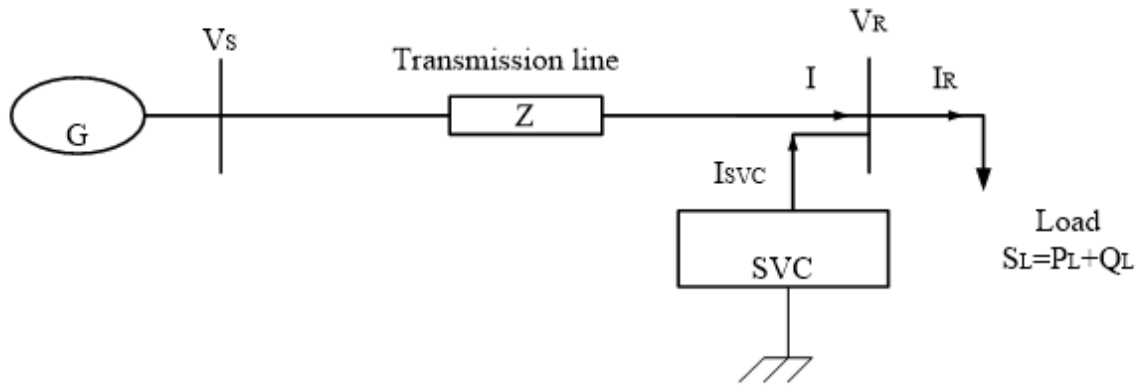 VS
VR
Transmission line
I
IR
G
Z
ISVC
Load
SL=PL+QL
SVC